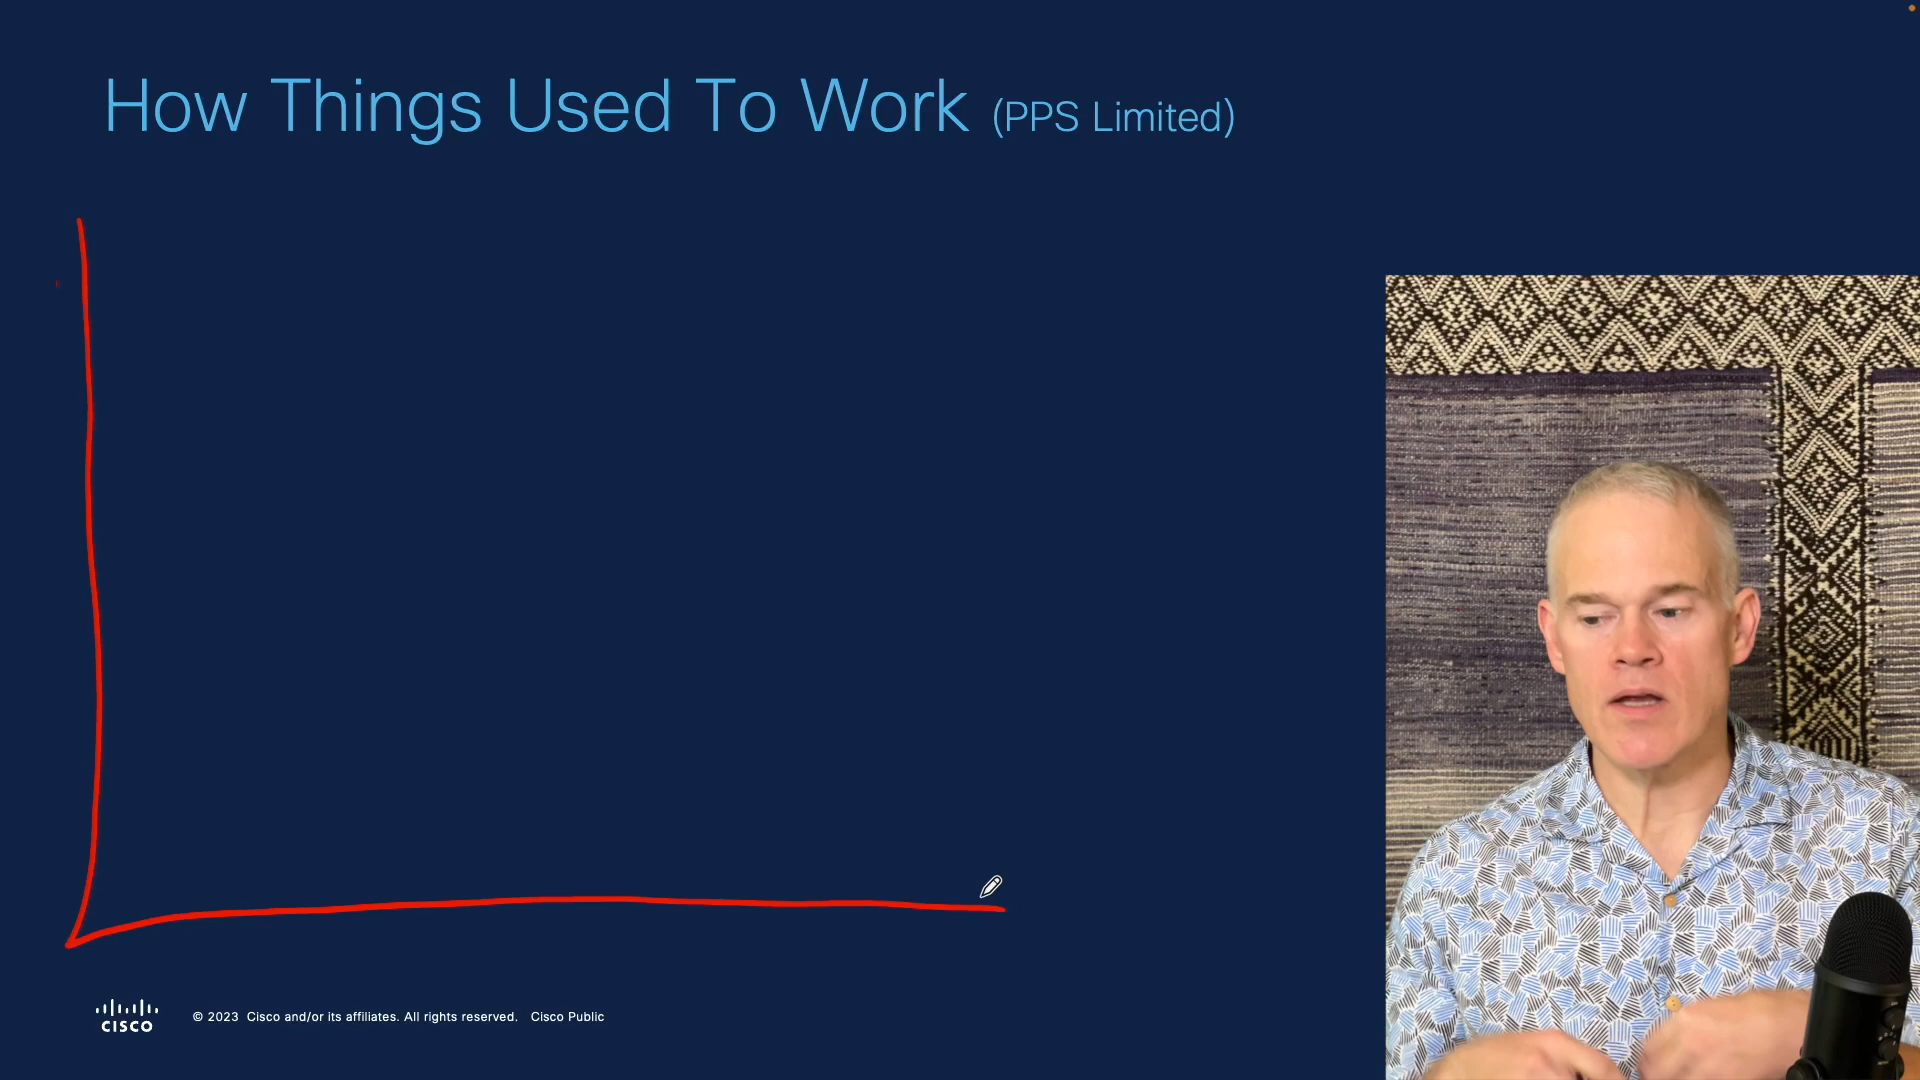 How Things Used To Work (PPS Limited)
CISCO
© 2023 Cisco and/or its affiliates. All rights reserved. Cisco Public